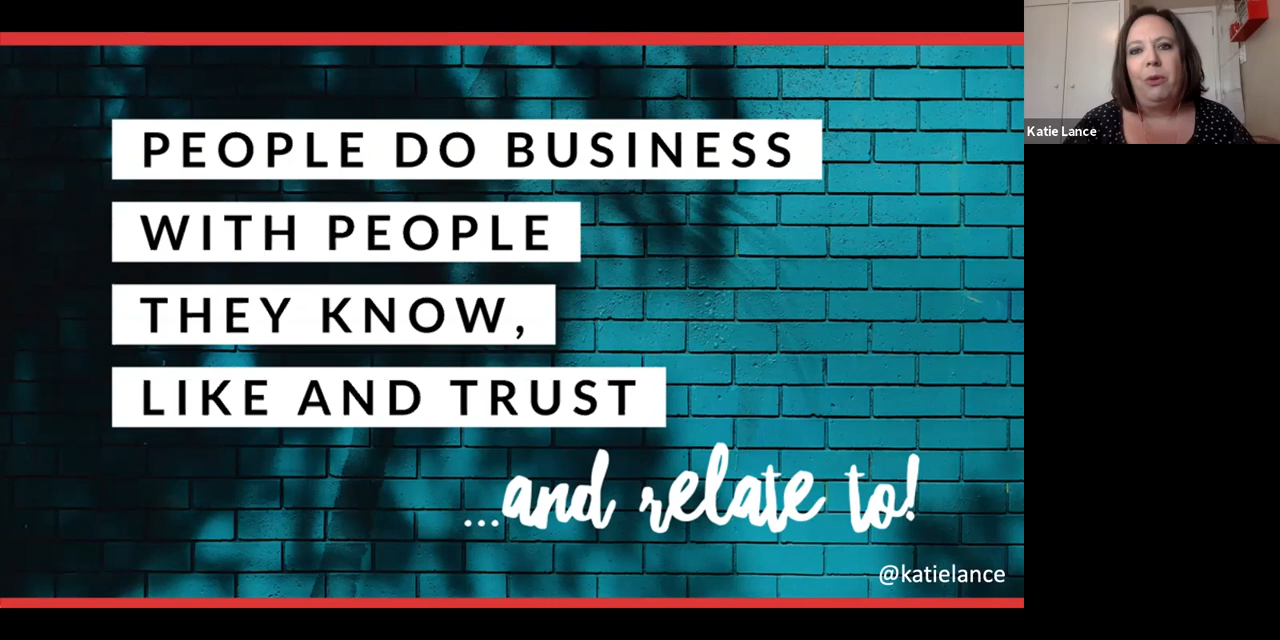 PEOPLE DO BUSINESS
WITH PEOPLE
THEY KNOW,
LIKE AND TRUST
...and relate to!
@katielance
Katie Lance